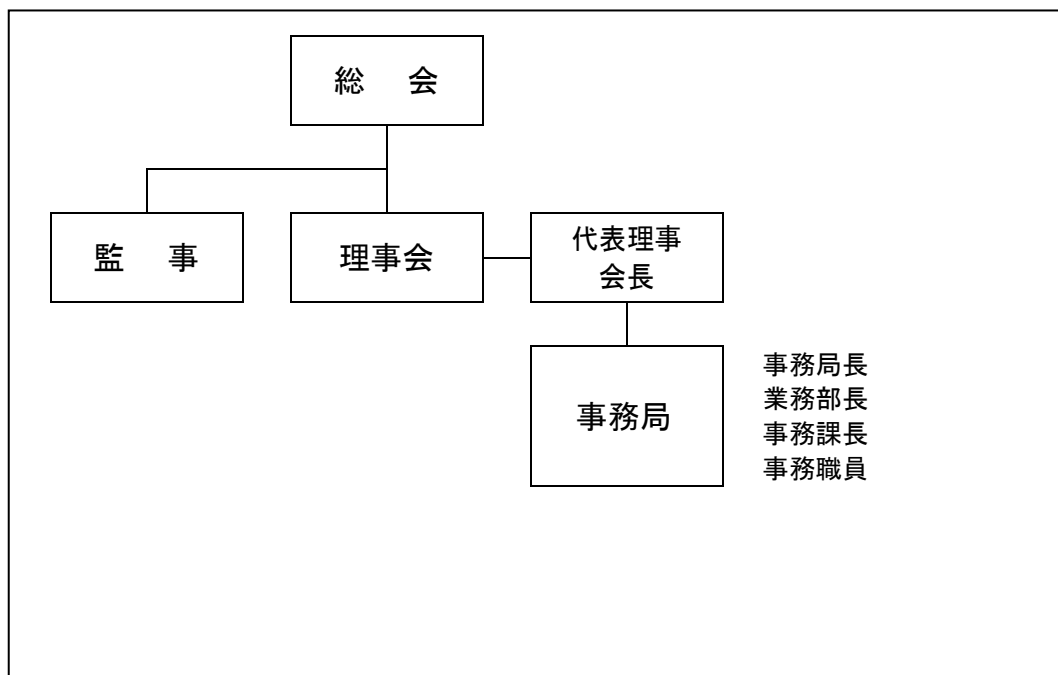 総　会
監　事
理事会
代表理事
会長
事務局
事務局長
業務部長
事務課長
事務職員